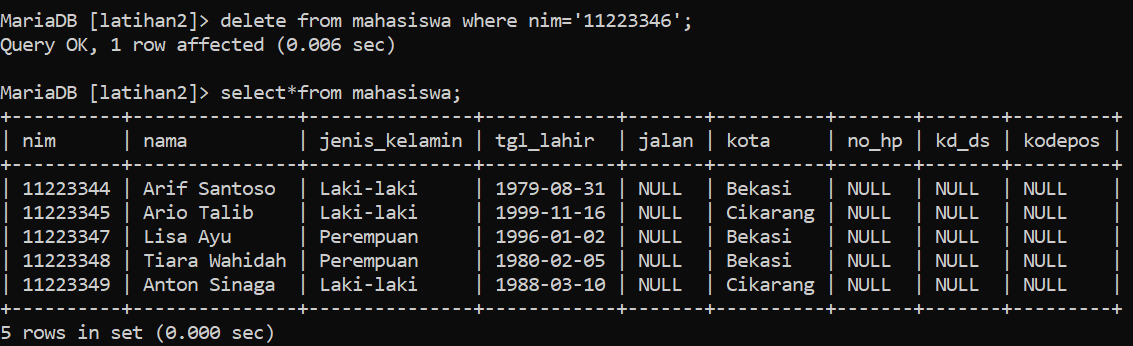 MariaDB [latihan2]> delete from mahasiswa where nim='11223346';
Query OK, 1 row affected (0.006 sec)
MariaDB [latihan2]> select*from mahasiswa;
+----------+---------------+---------------+------------+-------+----------+-------+-------+---------+
| nim      | nama          | jenis_kelamin | tgl_lahir  | jalan | kota     | no_hp | kd_ds | kodepos |
+----------+---------------+---------------+------------+-------+----------+-------+-------+---------+
| 11223344 | Arif Santoso  | Laki-laki     | 1979-08-31 | NULL  | Bekasi   | NULL  | NULL  | NULL    |
| 11223345 | Ario Talib    | Laki-laki     | 1999-11-16 | NULL  | Cikarang | NULL  | NULL  | NULL    |
| 11223347 | Lisa Ayu      | Perempuan     | 1996-01-02 | NULL  | Bekasi   | NULL  | NULL  | NULL    |
| 11223348 | Tiara Wahidah | Perempuan     | 1980-02-05 | NULL  | Bekasi   | NULL  | NULL  | NULL    |
| 11223349 | Anton Sinaga  | Laki-laki     | 1988-03-10 | NULL  | Cikarang | NULL  | NULL  | NULL    |
+----------+---------------+---------------+------------+-------+----------+-------+-------+---------+
5 rows in set (0.000 sec)